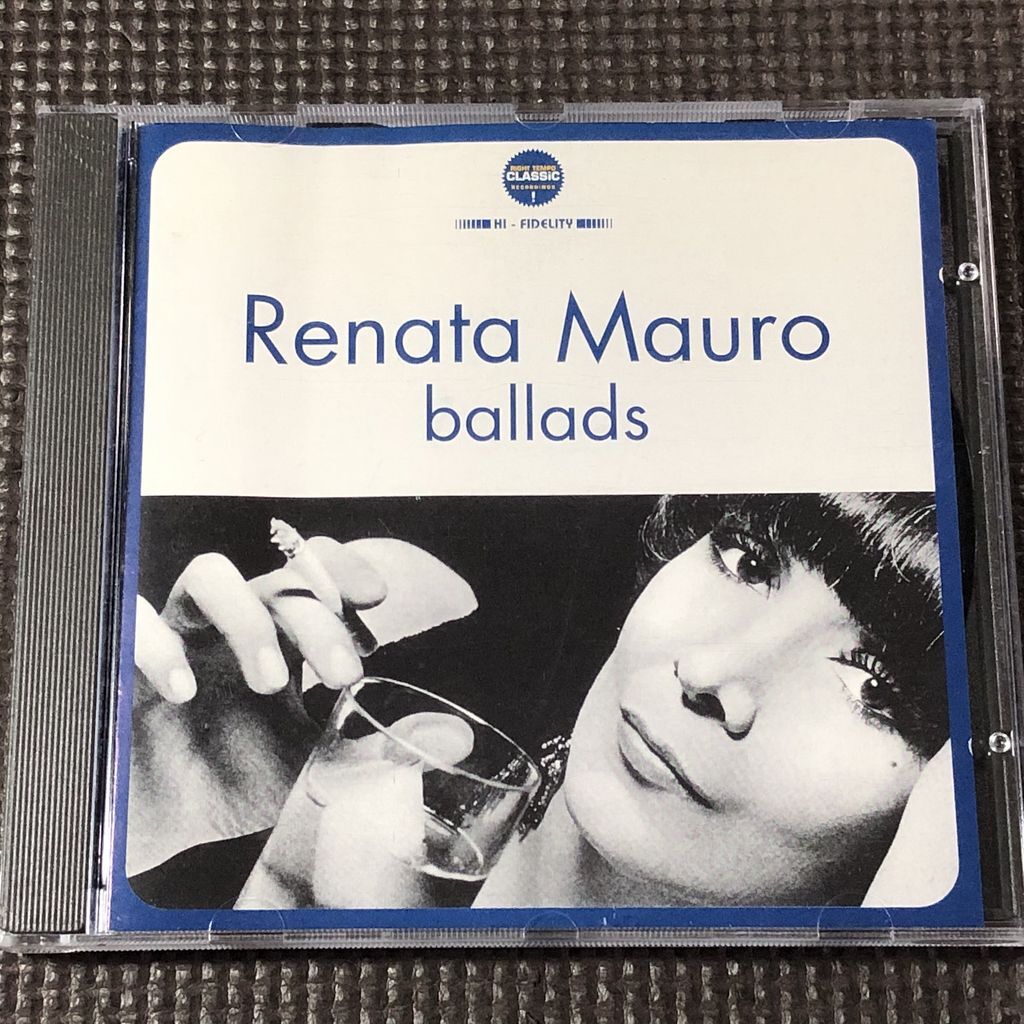 RIGHT TEMPO
CLASSiC
RECORDINGS
!
HI - FIDELITY
Renata Mauro
ballads